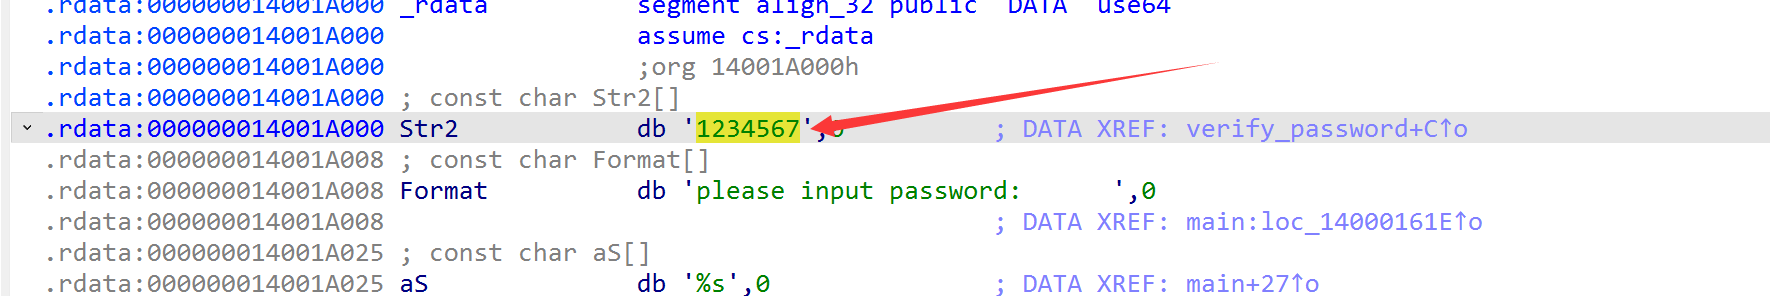 .rdata:000000014001A000 _rdata segment align_32 public 'DATA' use64
.rdata:000000014001A000 assume cs:_rdata
.rdata:000000014001A000 ;org 14001A000h
.rdata:000000014001A000 ; const char Str2[]
.rdata:000000014001A000 Str2 db '1234567',0 ; DATA XREF: verify_password+C↑o
.rdata:000000014001A008 ; const char Format[]
.rdata:000000014001A008 Format db 'please input password:      ',0
.rdata:000000014001A008 ; DATA XREF: main:loc_14000161E↑o
.rdata:000000014001A025 ; const char aS[]
.rdata:000000014001A025 aS db '%s',0 ; DATA XREF: main+27↑o